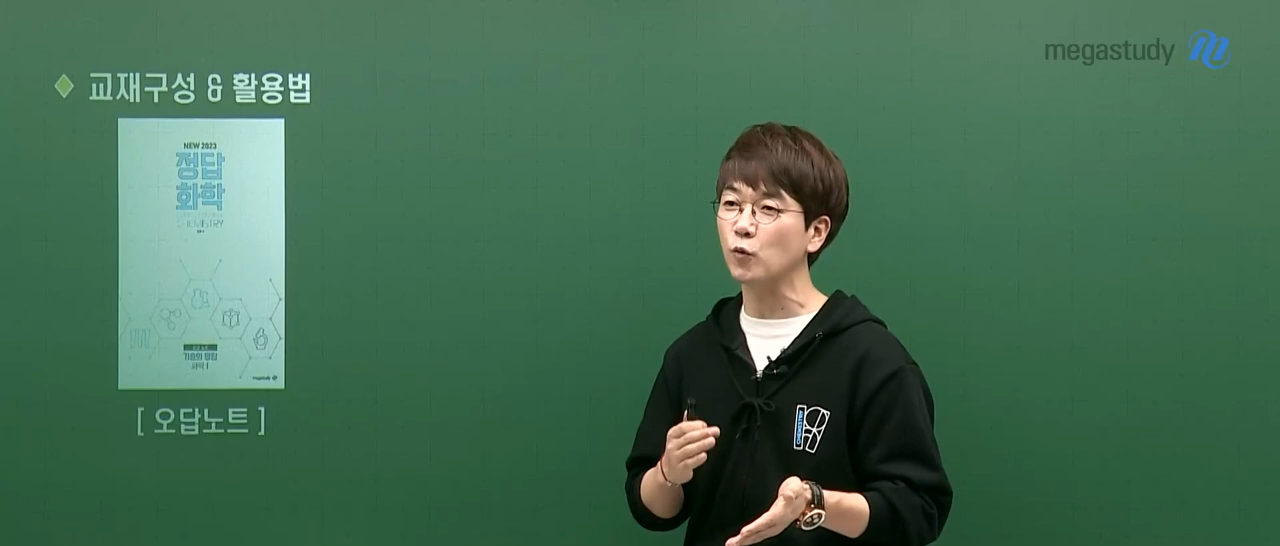 megastudy
교재구성 & 활용법
NEW 2023
정답
화학
CHEMISTRY
기출의 정답
화학 I
megastudy
[ 오답노트 ]
CHEMISTRY